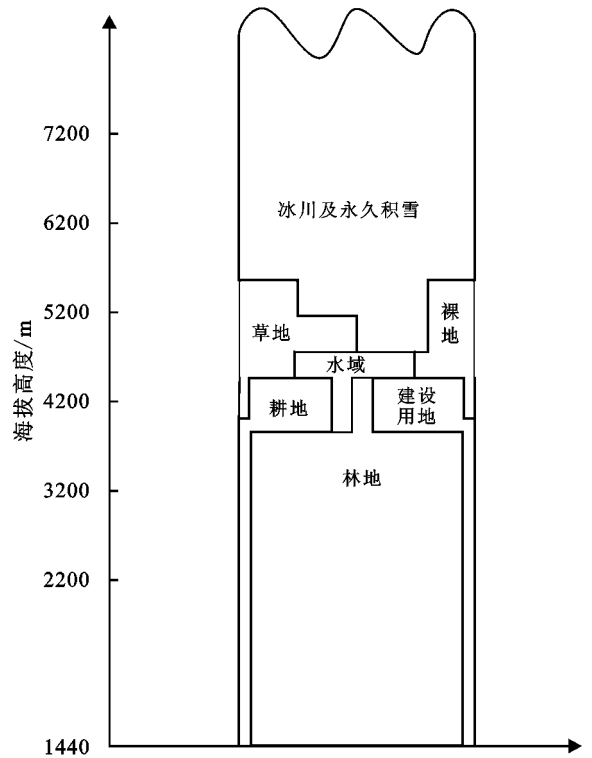 7200
6200
冰川及永久积雪
5200
裸
地
草地
水域
4200
耕地
建设
用地
海拔高度/m
林地
3200
2200
1440